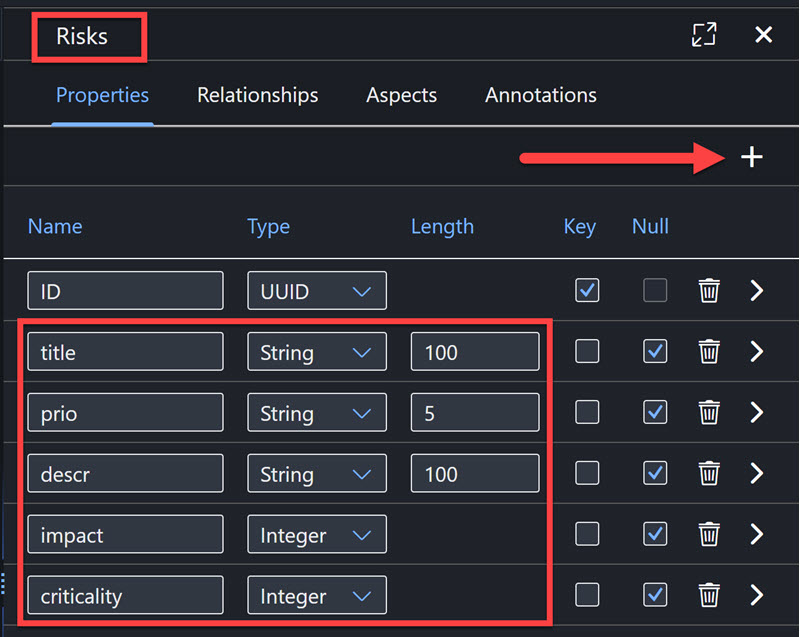 Risks
Properties Relationships Aspects Annotations
Name Type Length Key Null
ID UUID
title String 100
prio String 5
descr String 100
impact Integer
criticality Integer